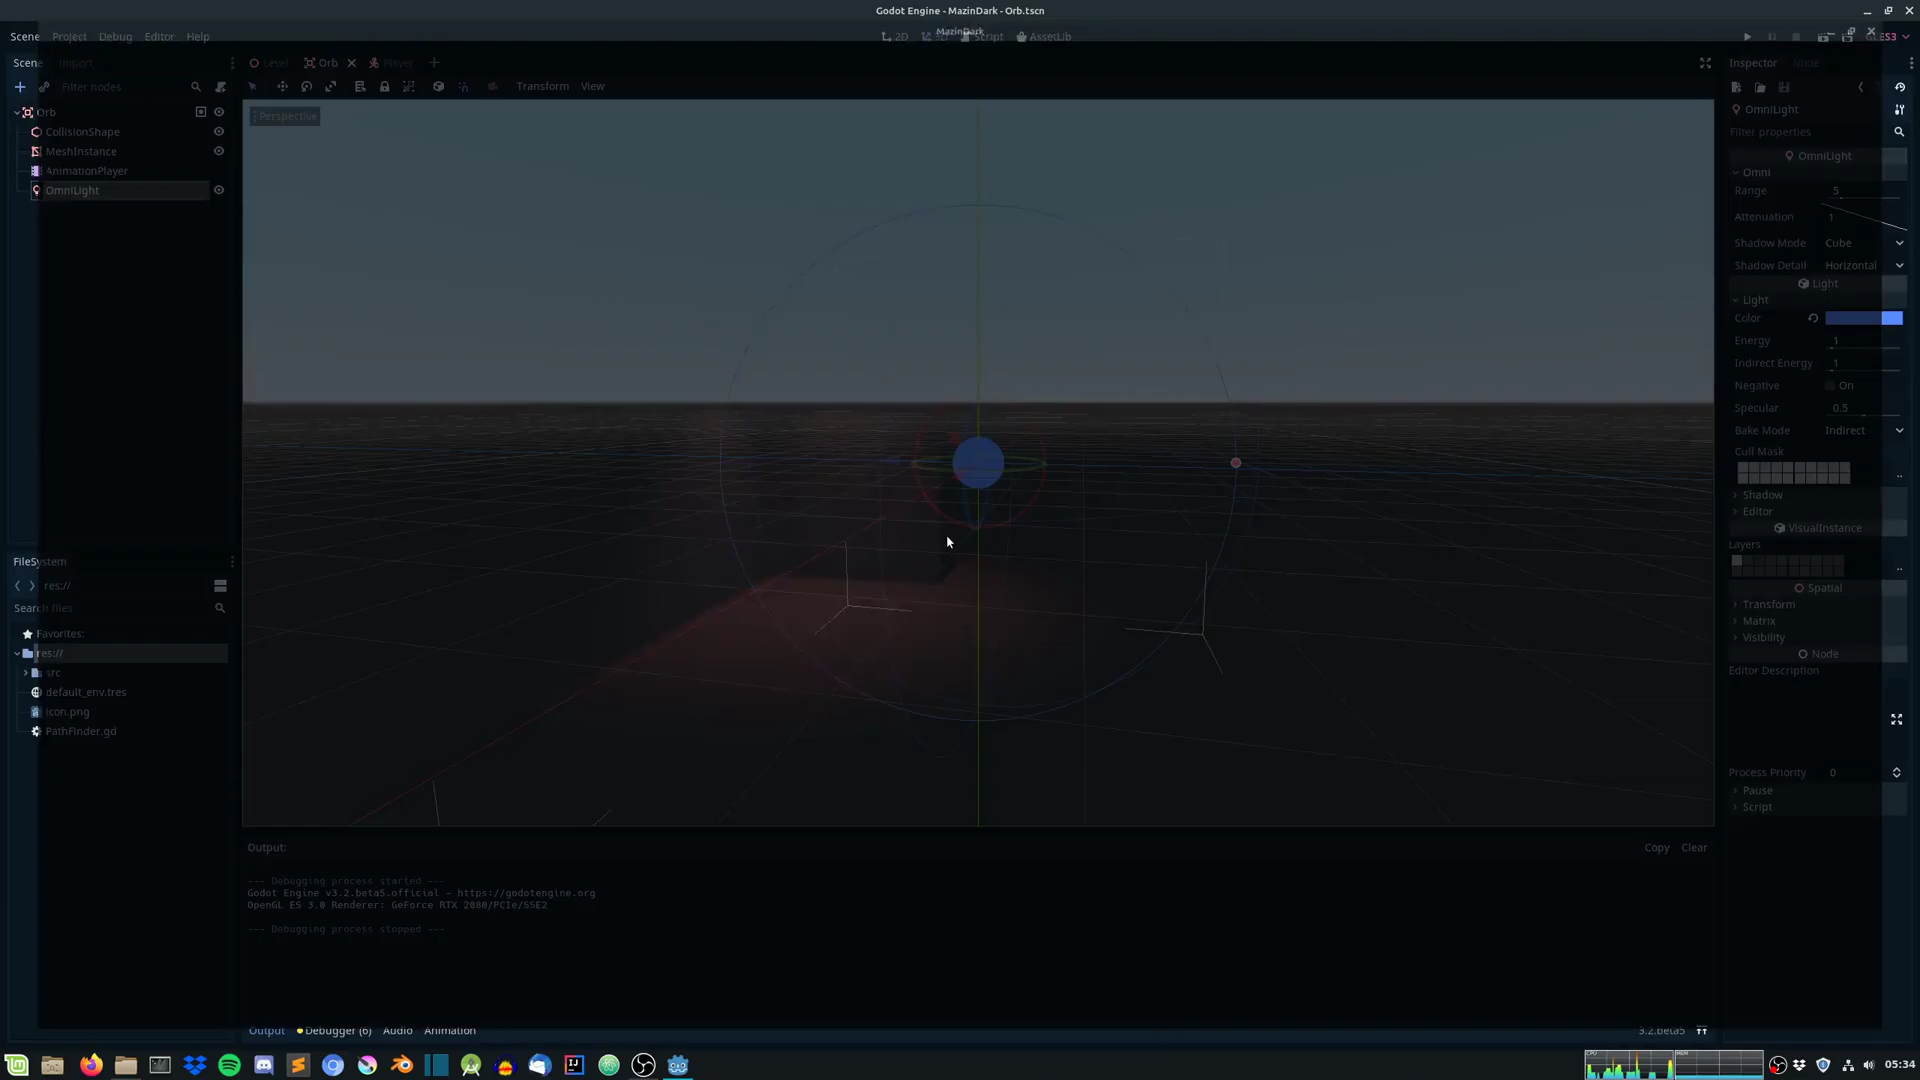 Godot Engine - MazinDark - Orb.tscn
Scene Project Debug Editor Help
2D Script AssetLib
MazinDark
Scene Import
Level Orb Player
Inspector Node
Filter nodes
Transform View
Orb
CollisionShape
MeshInstance
AnimationPlayer
OmniLight
Perspective
OmniLight
Filter properties
OmniLight
Omni
Range 5
Attenuation 1
Shadow Mode Cube
Shadow Detail Horizontal
Light
Light
Color
Energy 1
Indirect Energy 1
Negative On
Specular 0.5
Bake Mode Indirect
Cull Mask
..
Shadow
Editor
VisualInstance
Layers
..
Spatial
Transform
Matrix
Visibility
Node
Editor Description
Process Priority 0
Pause
Script
FileSystem
res://
Search files
Favorites:
res://
src
default_env.tres
icon.png
PathFinder.gd
Output:
Copy Clear
--- Debugging process started ---
Godot Engine v3.2.beta5.official - https://godotengine.org
OpenGL ES 3.0 Renderer: GeForce RTX 2080/PCIe/SSE2
--- Debugging process stopped ---
Output Debugger (6) Audio Animation
3.2.beta5
CPU MEM
05:34